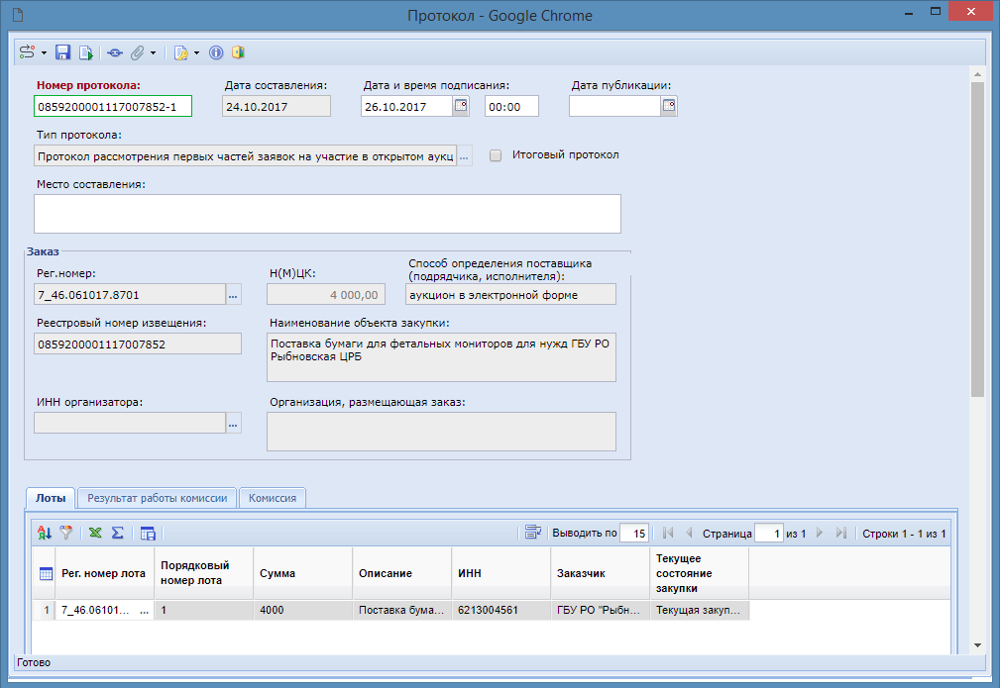 Протокол - Google Chrome
Номер протокола:
Дата составления:
Дата и время подписания:
Дата публикации:
0859200001117007852-1
24.10.2017
26.10.2017
00:00
Тип протокола:
Протокол рассмотрения первых частей заявок на участие в открытом аукц
...
Итоговый протокол
Место составления:
Заказ
Рег.номер:
Н(М)ЦК:
Способ определения поставщика
(подрядчика, исполнителя):
7_46.061017.8701
...
4 000,00
аукцион в электронной форме
Реестровый номер извещения:
Наименование объекта закупки:
0859200001117007852
Поставка бумаги для фетальных мониторов для нужд ГБУ РО
Рыбновская ЦРБ
ИНН организатора:
Организация, размещающая заказ:
...
Лоты
Результат работы комиссии
Комиссия
Выводить по
15
Страница
1
из 1
Строки 1 - 1 из 1
Рег. номер лота
Порядковый
номер лота
Сумма
Описание
ИНН
Заказчик
Текущее
состояние
закупки
1
7_46.06101...
...
1
4000
Поставка бума...
6213004561
ГБУ РО "Рыбн...
Текущая закуп...
Готово